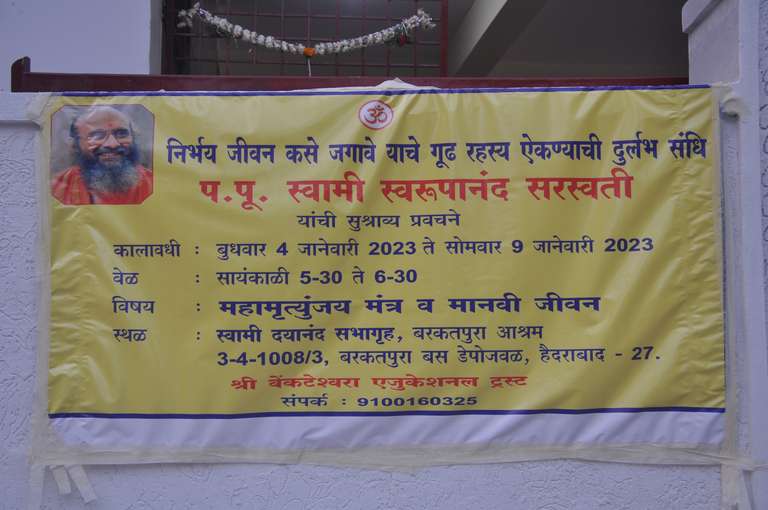 ॐ
निर्भय जीवन कसे जगावे याचे गूढ रहस्य ऐकण्याची दुर्लभ संधि
प.पू. स्वामी स्वरूपानंद सरस्वती
यांची सुश्राव्य प्रवचने
कालावधी : बुधवार 4 जानेवारी 2023 ते सोमवार 9 जानेवारी 2023
वेळ : सायंकाळी 5-30 ते 6-30
विषय : महामृत्युंजय मंत्र व मानवी जीवन
स्थळ : स्वामी दयानंद सभागृह, बरकतपुरा आश्रम
3-4-1008/3, बरकतपुरा बस डेपोजवळ, हैदराबाद - 27.
श्री वेंकटेश्वरा एजुकेशनल ट्रस्ट
संपर्क : 9100160325